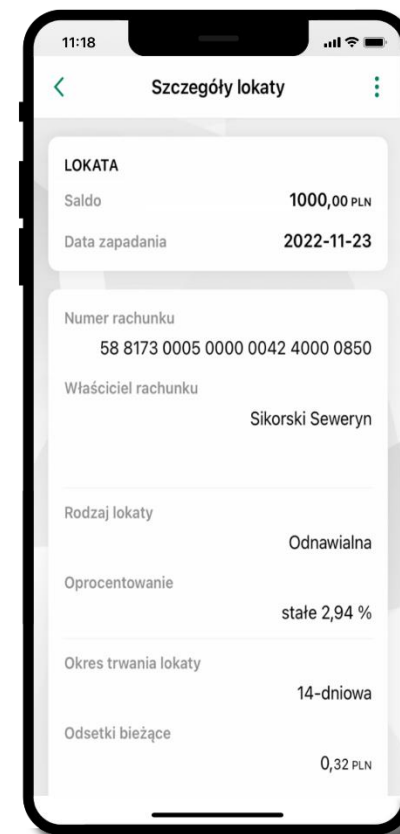 11:18
Szczegóły lokaty
LOKATA
Saldo 1000,00 PLN
Data zapadania 2022-11-23
Numer rachunku
58 8173 0005 0000 0042 4000 0850
Właściciel rachunku
Sikorski Seweryn
Rodzaj lokaty
Odnawialna
Oprocentowanie
stałe 2,94 %
Okres trwania lokaty
14-dniowa
Odsetki bieżące
0,32 PLN